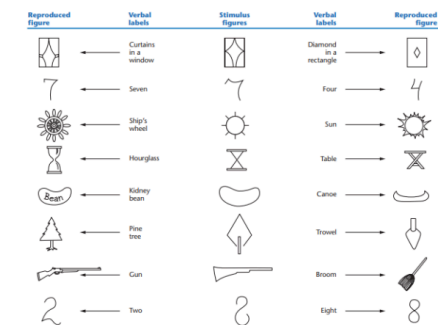 Reproduced figure
Verbal labels
Stimulus figures
Verbal labels
Reproduced figure
Curtains in a window
Diamond in a rectangle
Seven
Four
Ship's wheel
Sun
Hourglass
Table
Bean
Kidney bean
Canoe
Pine tree
Trowel
Gun
Broom
Two
Eight